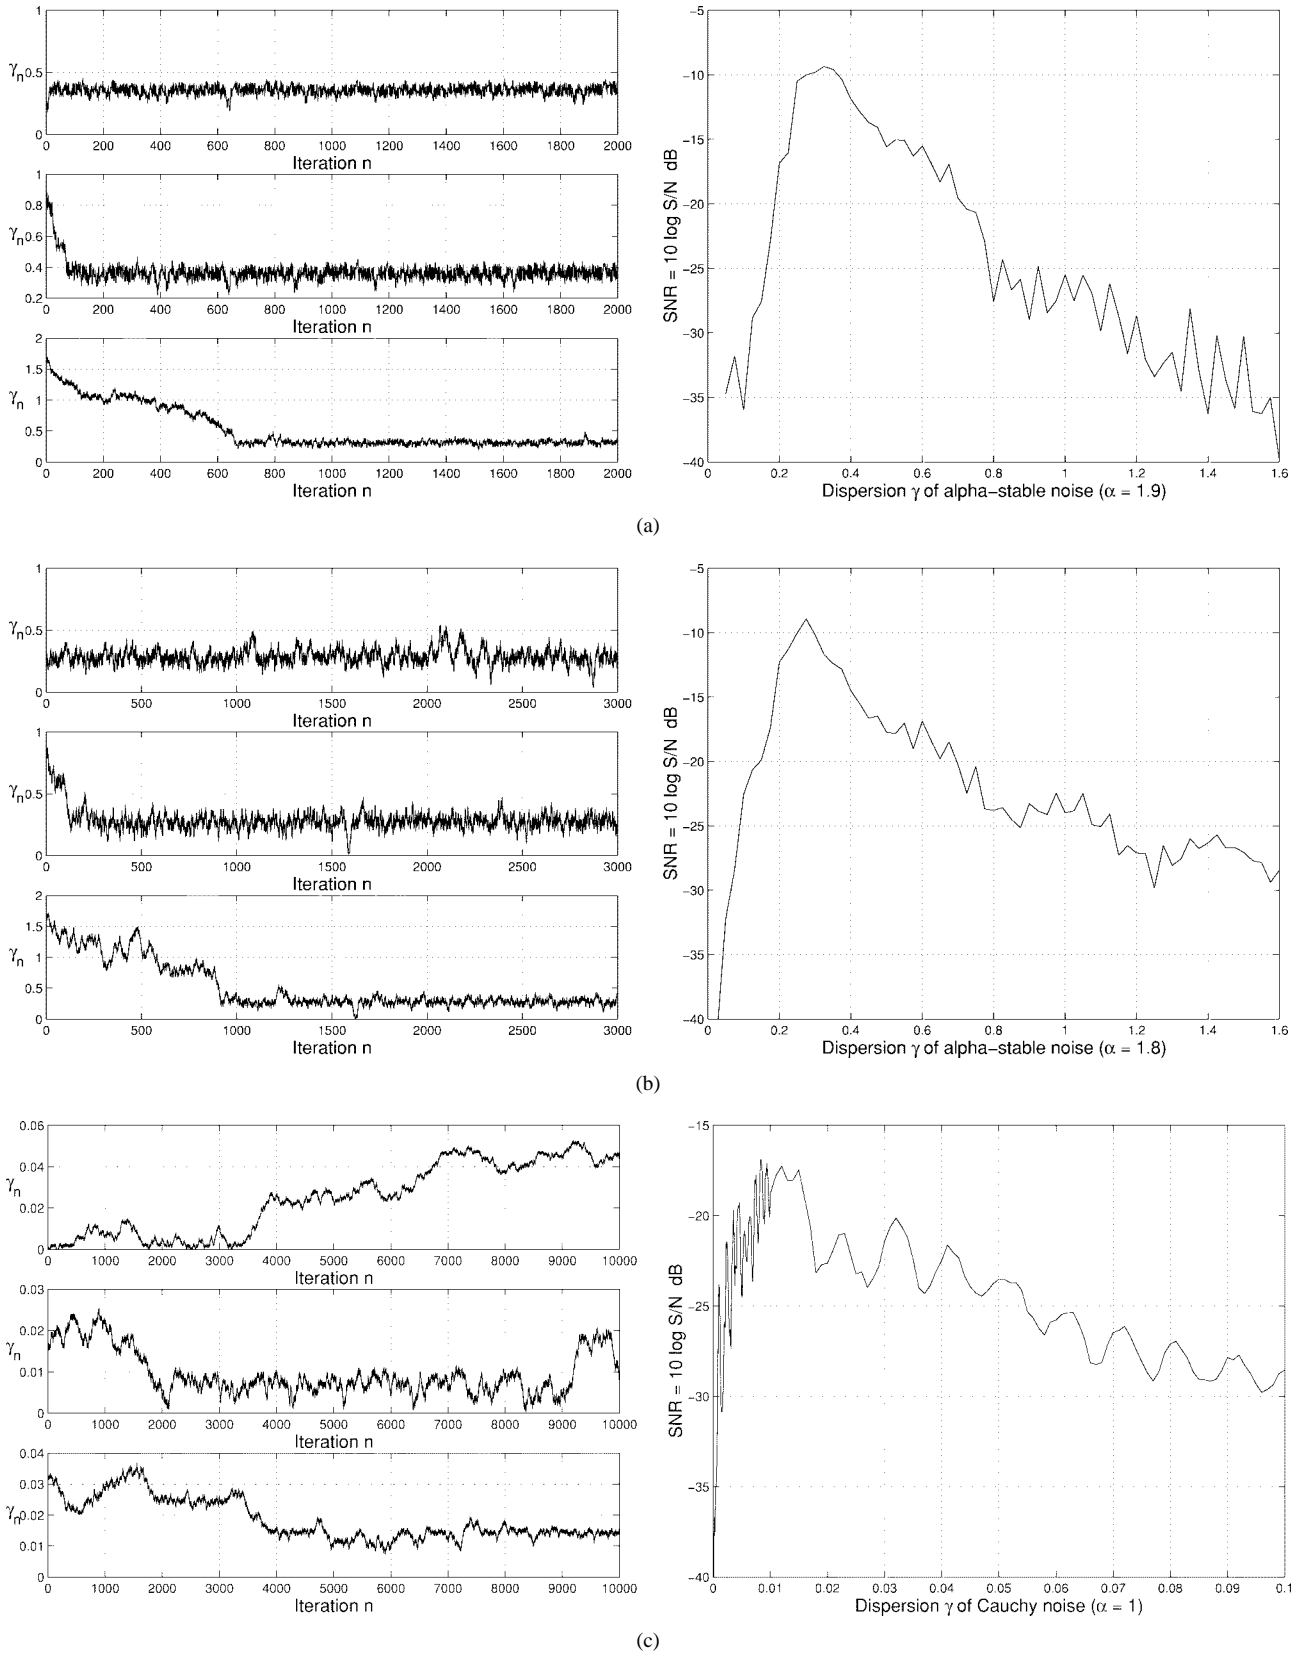 1
γn 0.5
0
0 200 400 600 800 1000 1200 1400 1600 1800 2000
Iteration n
1
0.8
γn 0.6
0.4
0.2
0 200 400 600 800 1000 1200 1400 1600 1800 2000
Iteration n
2
1.5
γn 1
0.5
0
0 200 400 600 800 1000 1200 1400 1600 1800 2000
Iteration n
-5
-10
-15
-20
-25
-30
-35
-40
SNR = 10 log S/N dB
0 0.2 0.4 0.6 0.8 1 1.2 1.4 1.6
Dispersion γ of alpha-stable noise (α = 1.9)
(a)
1
γn 0.5
0
0 500 1000 1500 2000 2500 3000
Iteration n
1
γn 0.5
0
0 500 1000 1500 2000 2500 3000
Iteration n
2
1.5
γn 1
0.5
0
0 500 1000 1500 2000 2500 3000
Iteration n
-5
-10
-15
-20
-25
-30
-35
-40
SNR = 10 log S/N dB
0 0.2 0.4 0.6 0.8 1 1.2 1.4 1.6
Dispersion γ of alpha-stable noise (α = 1.8)
(b)
0.06
0.04
γn
0.02
0
0 1000 2000 3000 4000 5000 6000 7000 8000 9000 10000
Iteration n
0.03
0.02
γn
0.01
0
0 1000 2000 3000 4000 5000 6000 7000 8000 9000 10000
Iteration n
0.04
0.03
γn 0.02
0.01
0
0 1000 2000 3000 4000 5000 6000 7000 8000 9000 10000
Iteration n
-15
-20
-25
-30
-35
-40
SNR = 10 log S/N dB
0 0.01 0.02 0.03 0.04 0.05 0.06 0.07 0.08 0.09 0.1
Dispersion γ of Cauchy noise (α = 1)
(c)